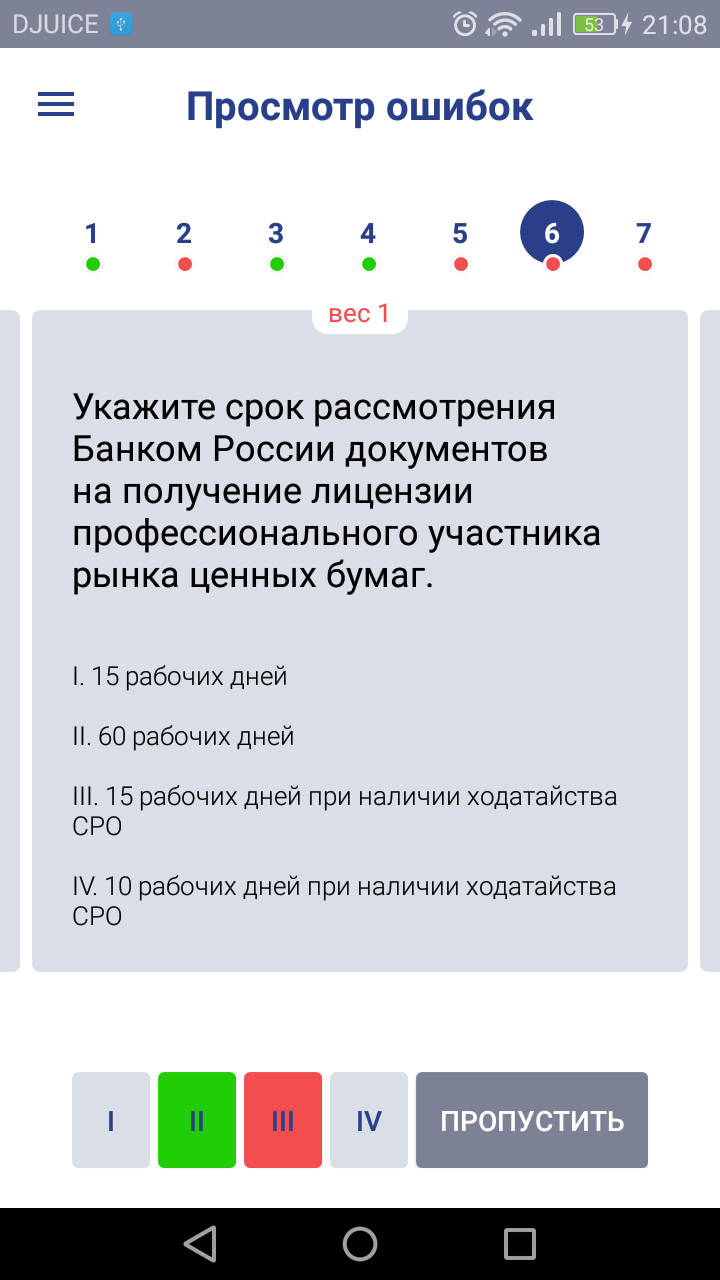 DJUICE
53
21:08
Просмотр ошибок
1 2 3 4 5 6 7
вес 1
Укажите срок рассмотрения
Банком России документов
на получение лицензии
профессионального участника
рынка ценных бумаг.
I. 15 рабочих дней
II. 60 рабочих дней
III. 15 рабочих дней при наличии ходатайства
СРО
IV. 10 рабочих дней при наличии ходатайства
СРО
I II III IV ПРОПУСТИТЬ